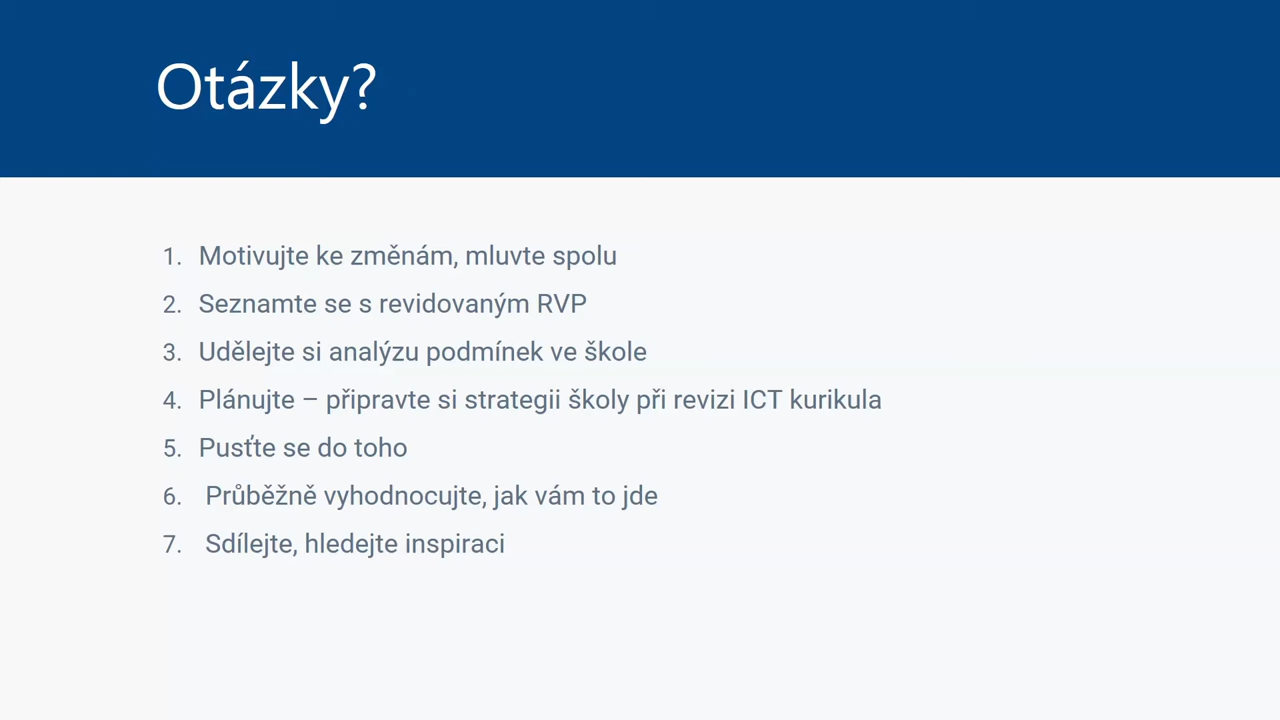 Otázky?
1. Motivujte ke změnám, mluvte spolu
2. Seznamte se s revidovaným RVP
3. Udělejte si analýzu podmínek ve škole
4. Plánujte – připravte si strategii školy při revizi ICT kurikula
5. Pusťte se do toho
6. Průběžně vyhodnocujte, jak vám to jde
7. Sdílejte, hledejte inspiraci